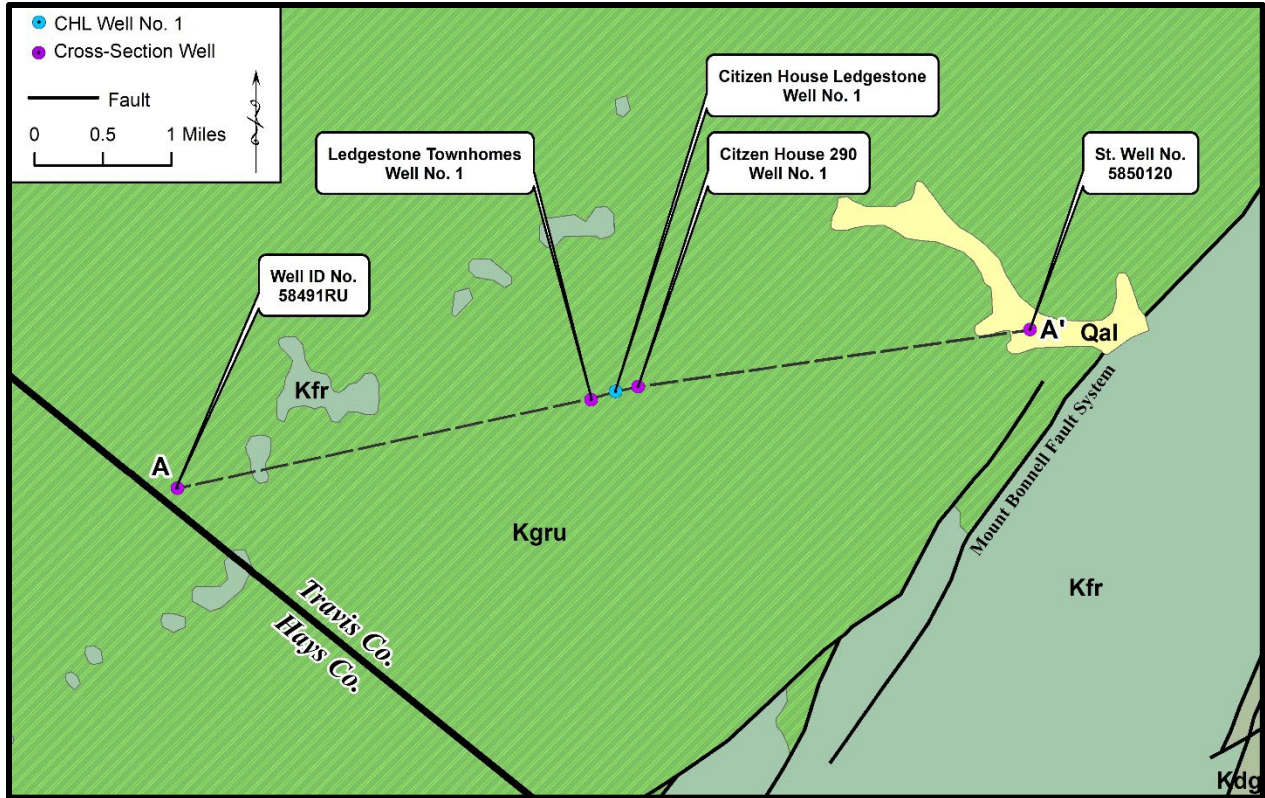 CHL Well No. 1
Cross-Section Well
Fault
0 0.5 1 Miles
Citizen House Ledgestone
Well No. 1
Ledgestone Townhomes
Well No. 1
Citzen House 290
Well No. 1
St. Well No.
5850120
Well ID No.
58491RU
A' Qal
Kfr
A
Mount Bonnell Fault System
Kgru
Kfr
Travis Co.
Hays Co.
Kdg